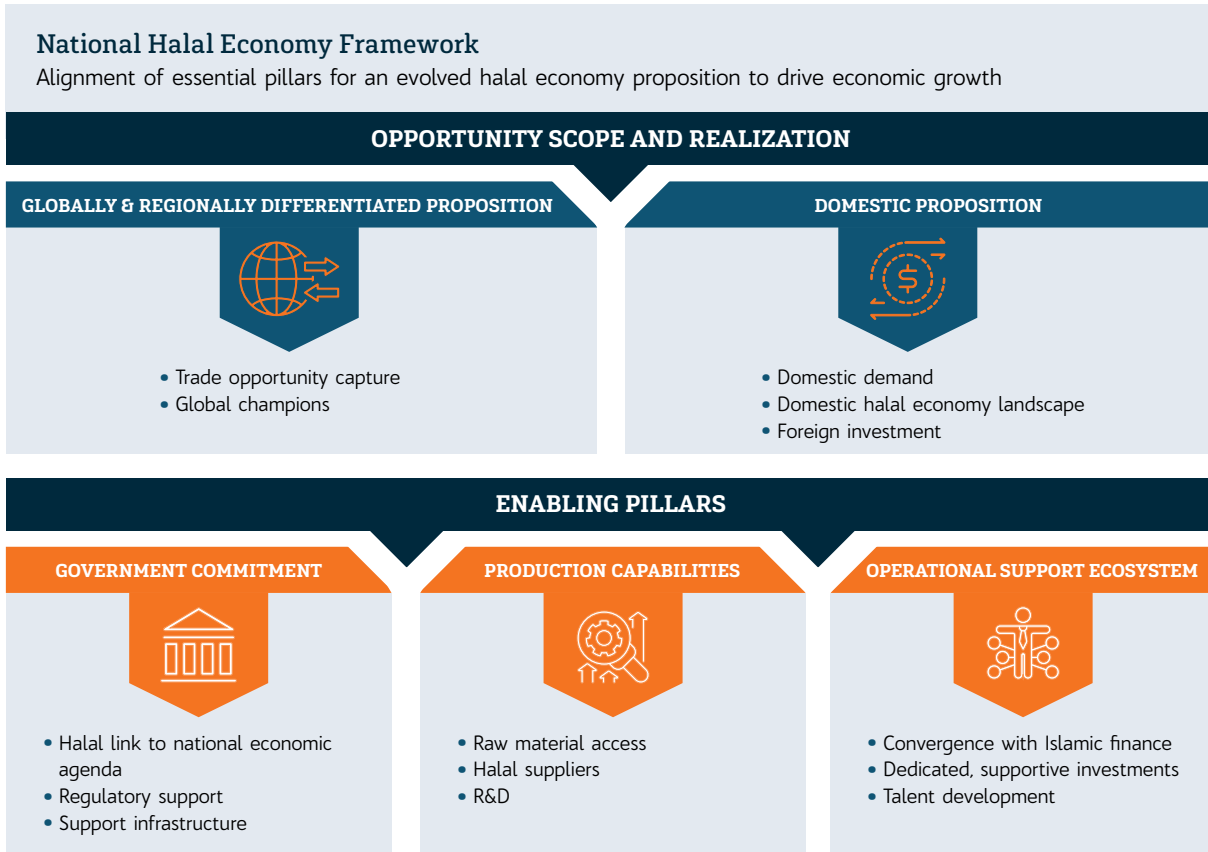 National Halal Economy Framework
Alignment of essential pillars for an evolved halal economy proposition to drive economic growth
OPPORTUNITY SCOPE AND REALIZATION
GLOBALLY & REGIONALLY DIFFERENTIATED PROPOSITION
$
• Trade opportunity capture
• Global champions
DOMESTIC PROPOSITION
• Domestic demand
• Domestic halal economy landscape
• Foreign investment
ENABLING PILLARS
GOVERNMENT COMMITMENT
• Halal link to national economic
agenda
• Regulatory support
• Support infrastructure
PRODUCTION CAPABILITIES
• Raw material access
• Halal suppliers
• R&D
OPERATIONAL SUPPORT ECOSYSTEM
• Convergence with Islamic finance
• Dedicated, supportive investments
• Talent development